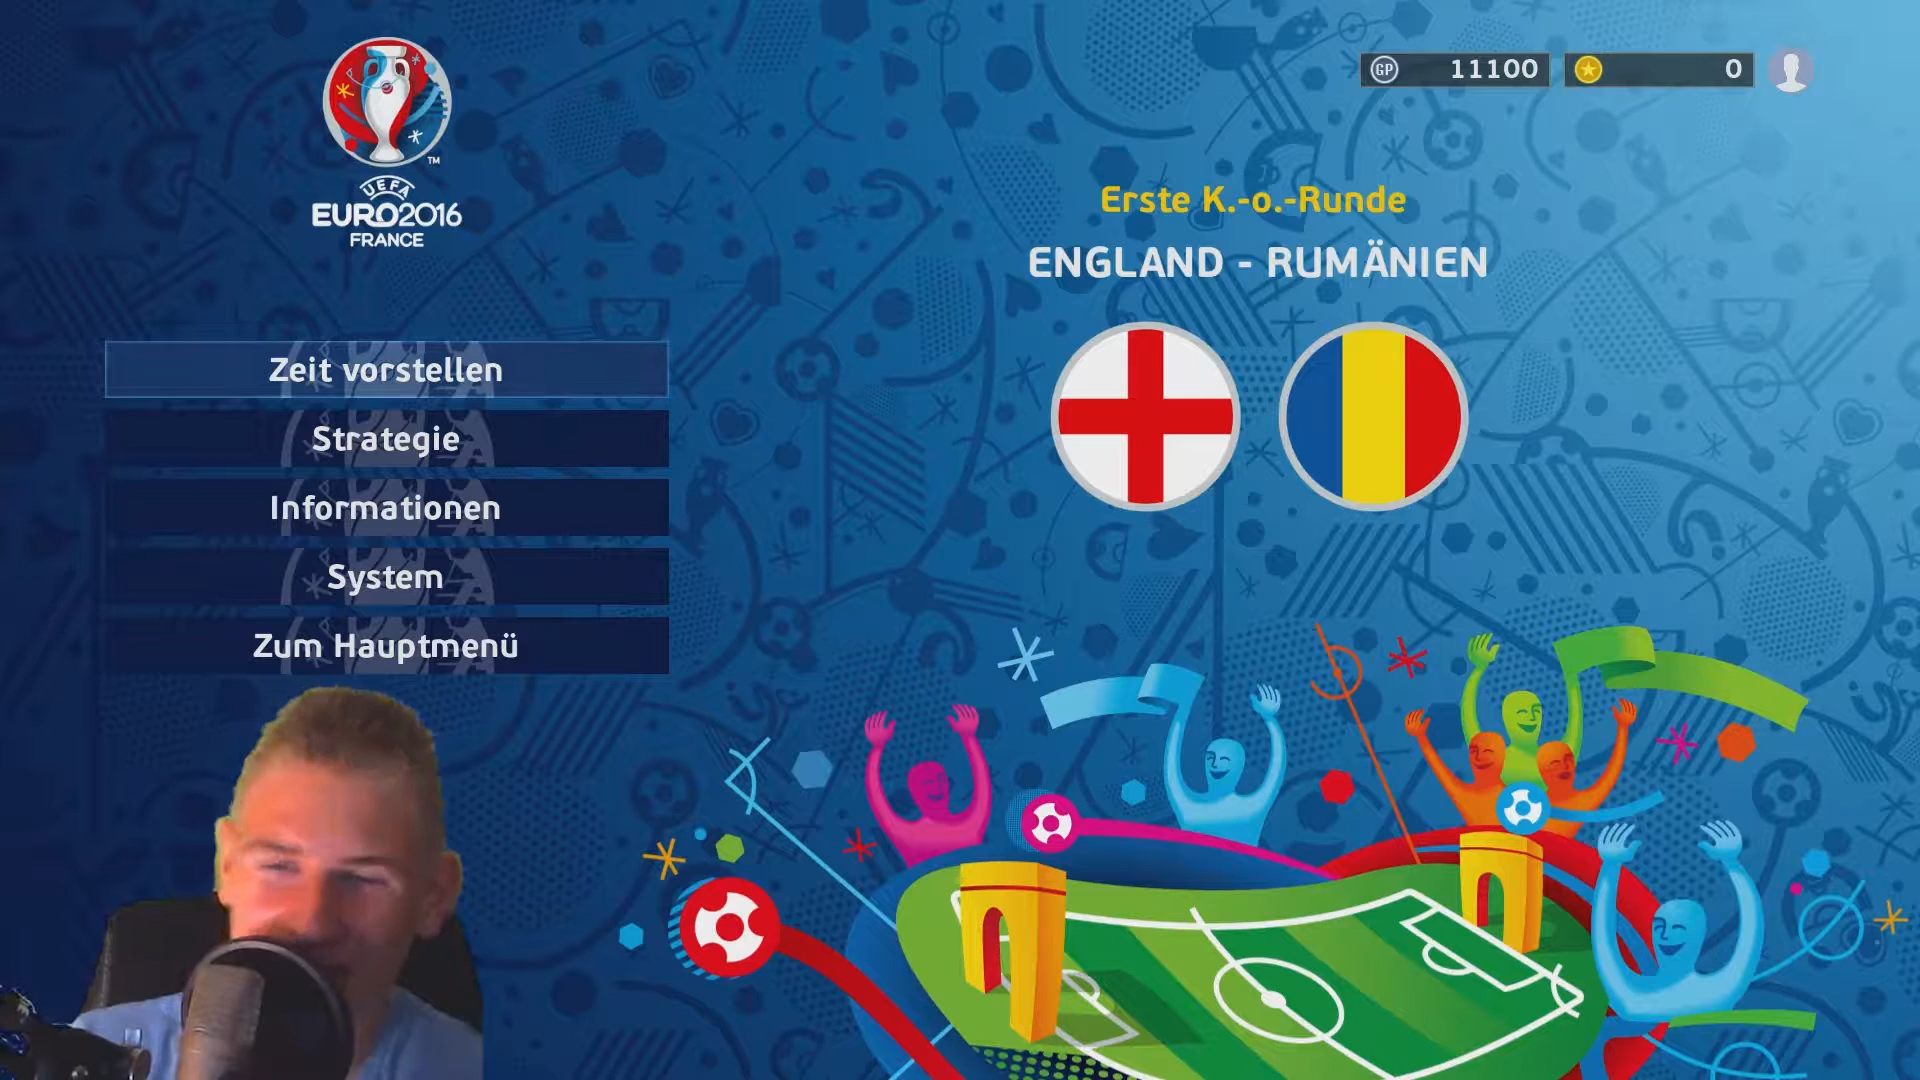 GP 11100
0
TM
UEFA
EURO2016
FRANCE
Erste K.-o.-Runde
ENGLAND - RUMÄNIEN
Zeit vorstellen
Strategie
Informationen
System
Zum Hauptmenü